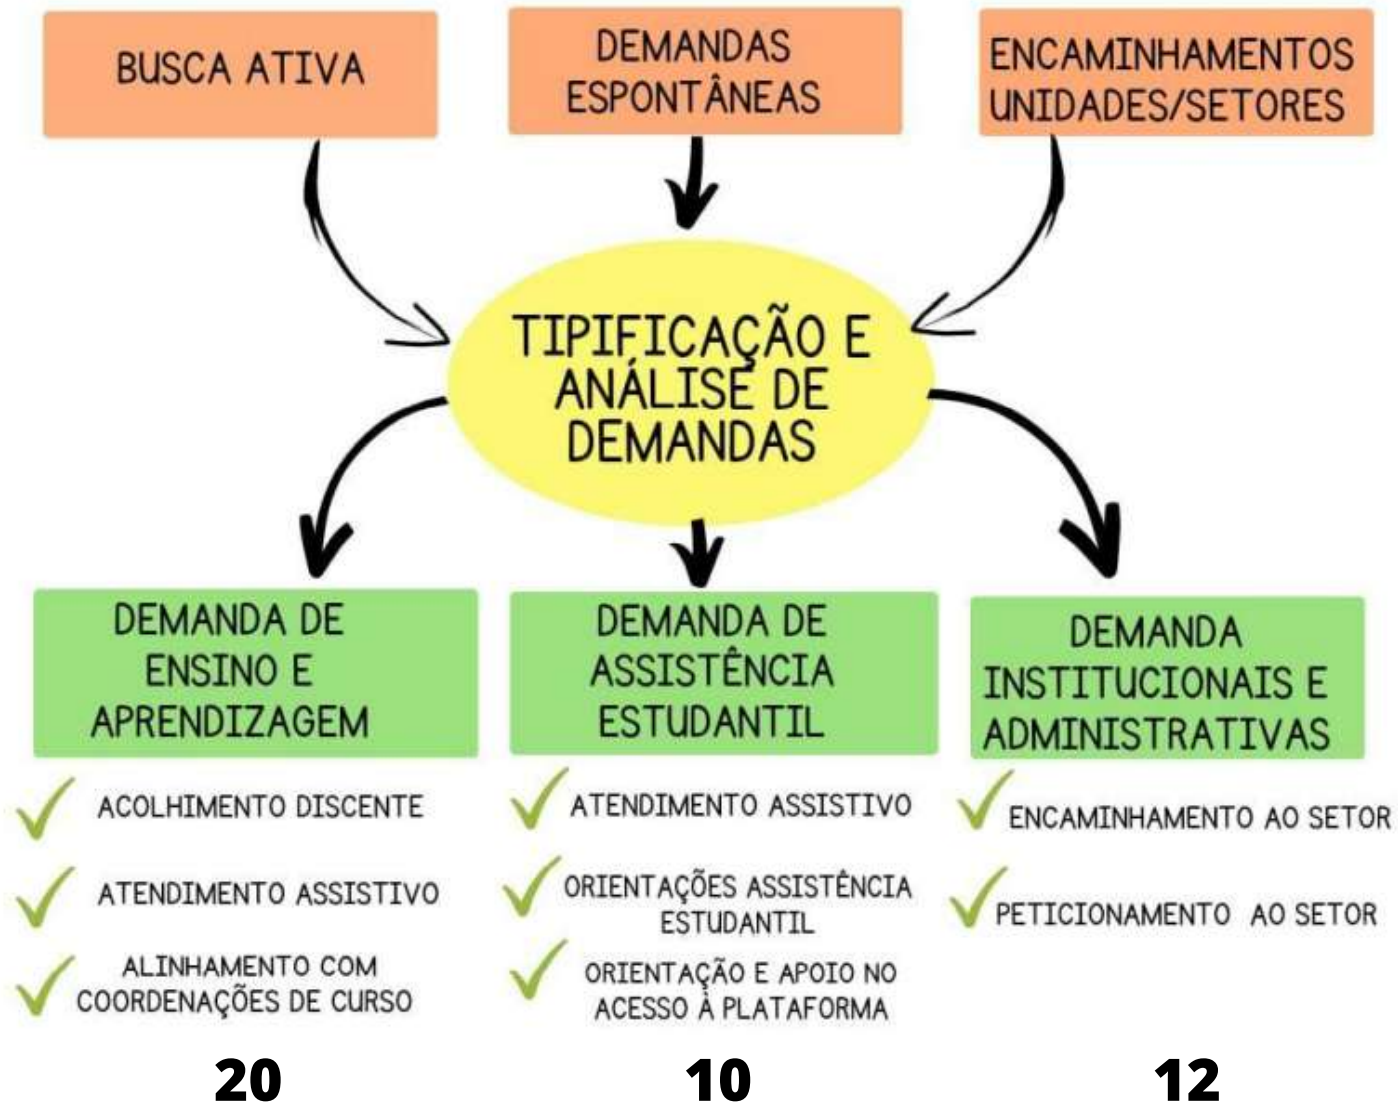 BUSCA ATIVA
DEMANDAS
ESPONTÂNEAS
ENCAMINHAMENTOS
UNIDADES/SETORES
TIPIFICAÇÃO E
ANÁLISE DE
DEMANDAS
DEMANDA DE
ENSINO E
APRENDIZAGEM
ACOLHIMENTO DISCENTE
ATENDIMENTO ASSISTIVO
ALINHAMENTO COM
COORDENAÇÕES DE CURSO
20
DEMANDA DE
ASSISTÊNCIA
ESTUDANTIL
ATENDIMENTO ASSISTIVO
ORIENTAÇÕES ASSISTÊNCIA
ESTUDANTIL
ORIENTAÇÃO E APOIO NO
ACESSO À PLATAFORMA
10
DEMANDA
INSTITUCIONAIS E
ADMINISTRATIVAS
ENCAMINHAMENTO AO SETOR
PETICIONAMENTO AO SETOR
12